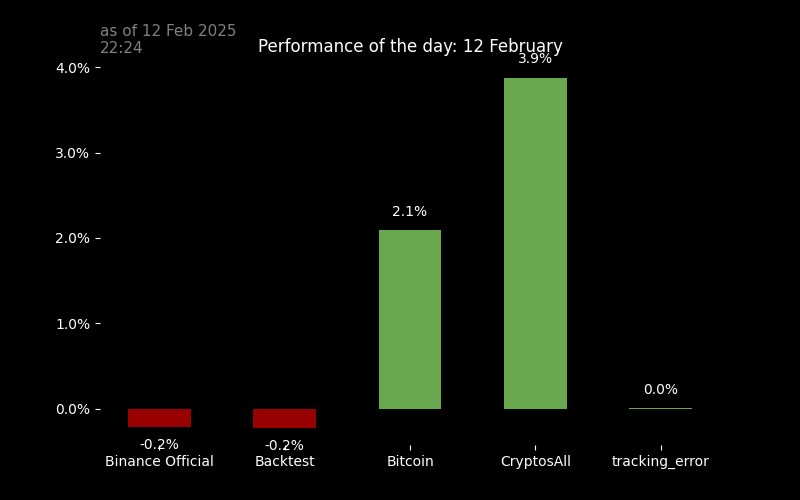 as of 12 Feb 2025
22:24
Performance of the day: 12 February
4.0%
3.0%
2.0%
1.0%
0.0%
-0.2%
-0.2%
2.1%
3.9%
0.0%
Binance Official
Backtest
Bitcoin
CryptosAll
tracking_error